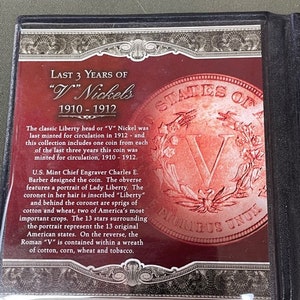 LAST 3 YEARS OF
"V" Nickels
1910 - 1912
The classic Liberty head or "V" Nickel was
last minted for circulation in 1912 - and
this collection includes one coin from each
of the last three years this coin was
minted for circulation, 1910 - 1912.
U.S. Mint Chief Engraver Charles E.
Barber designed the coin. The obverse
features a portrait of Lady Liberty. The
coronet in her hair is inscribed "Liberty"
and behind the coronet are sprigs of
cotton and wheat, two of America's most
important crops. The 13 stars surrounding
the portrait represent the 13 original
American states. On the reverse, the
Roman "V" is contained within a wreath
of cotton, corn, wheat and tobacco.
STATES OF
V